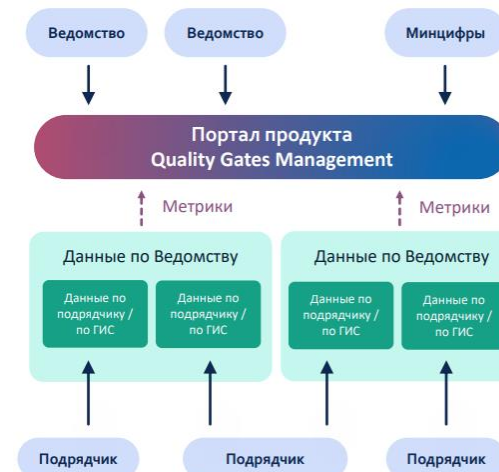 Ведомство
Ведомство
Минцифры
Портал продукта
Quality Gates Management
Метрики
Метрики
Данные по Ведомству
Данные по
подрядчику /
по ГИС
Данные по
подрядчику /
по ГИС
Данные по Ведомству
Данные по
подрядчику /
по ГИС
Данные по
подрядчику /
по ГИС
Подрядчик
Подрядчик
Подрядчик